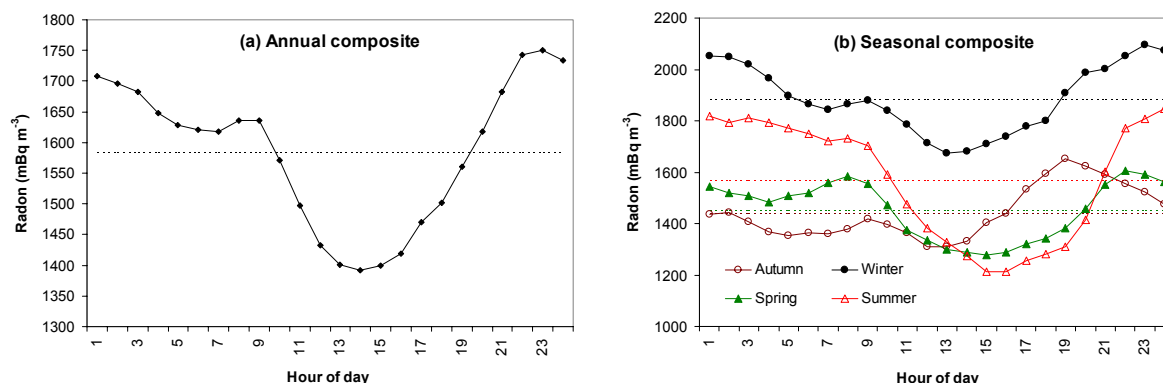 (a) Annual composite
Radon (mBq m-3)
1800
1750
1700
1650
1600
1550
1500
1450
1400
1350
1300
1 3 5 7 9 11 13 15 17 19 21 23
Hour of day
(b) Seasonal composite
Radon (mBq m-3)
2200
2000
1800
1600
1400
1200
1000
Autumn Winter
Spring Summer
1 3 5 7 9 11 13 15 17 19 21 23
Hour of day